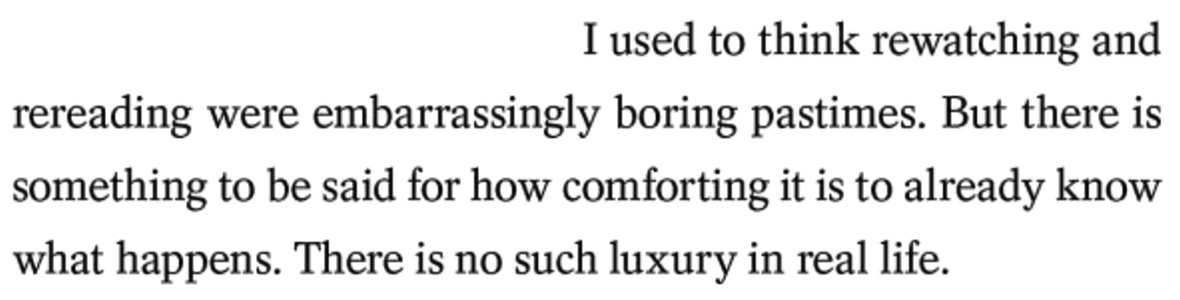 I used to think rewatching and
rereading were embarrassingly boring pastimes. But there is
something to be said for how comforting it is to already know
what happens. There is no such luxury in real life.